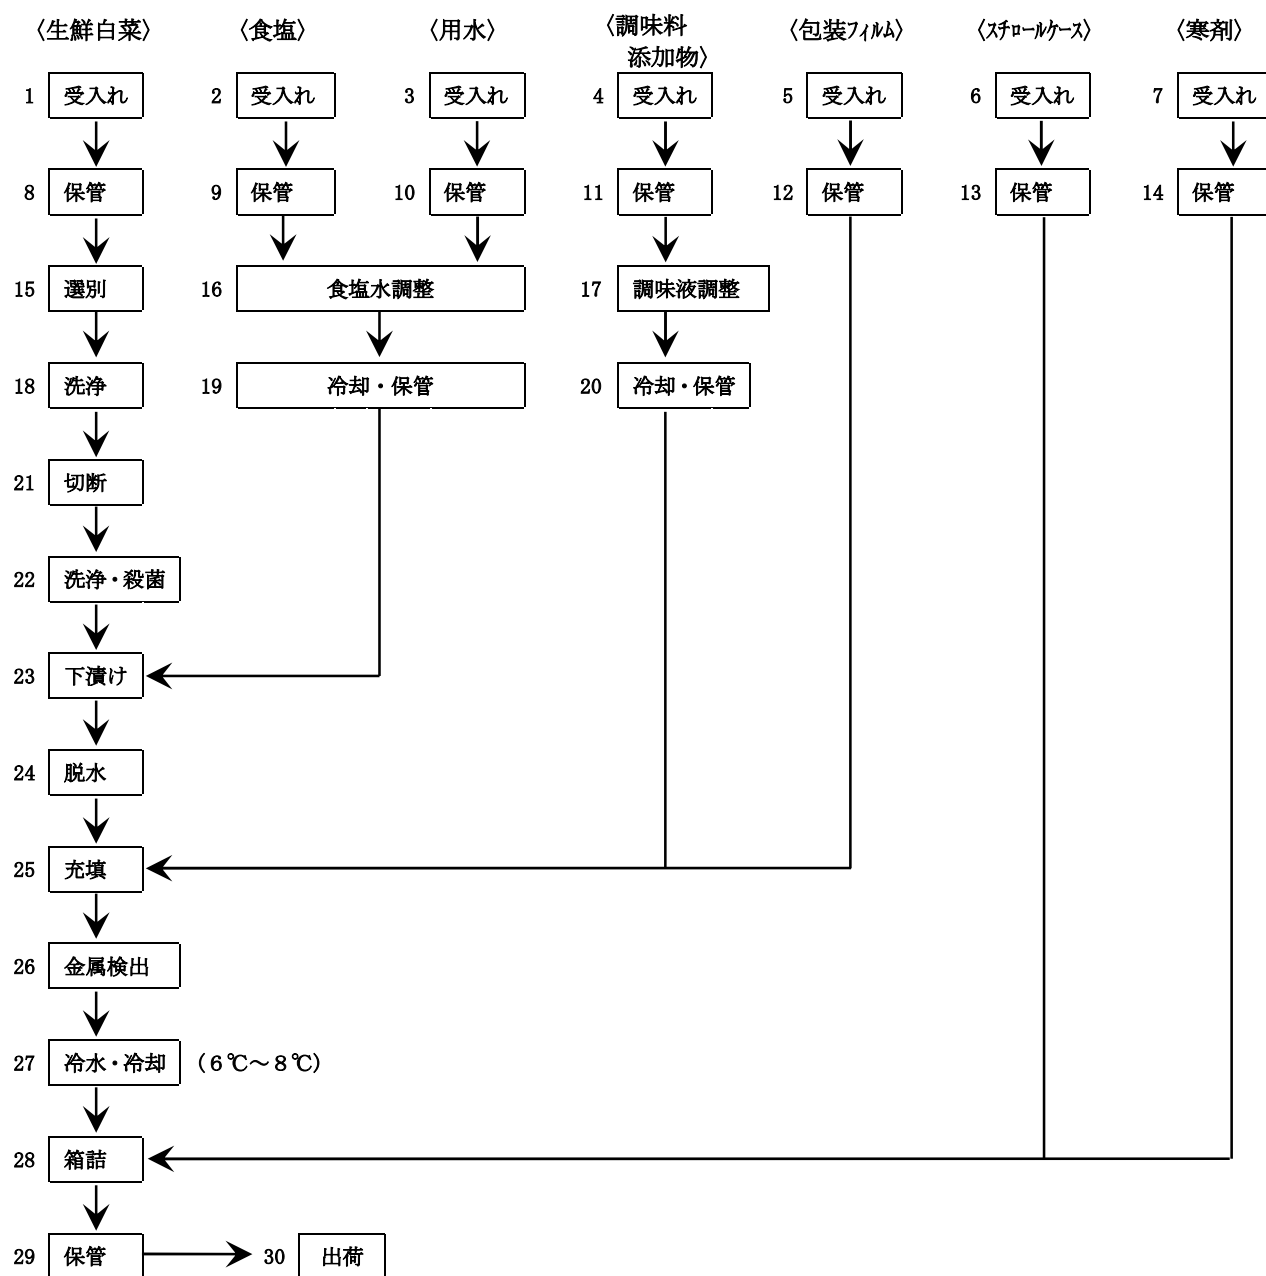 〈生鮮白菜〉 〈食塩〉 〈用水〉 〈調味料 〈包装フィルム〉 〈スチロールケース〉 〈寒剤〉
添加物〉
1 受入れ 2 受入れ 3 受入れ 4 受入れ 5 受入れ 6 受入れ 7 受入れ
8 保管 9 保管 10 保管 11 保管 12 保管 13 保管 14 保管
15 選別 16 食塩水調整 17 調味液調整
18 洗浄 19 冷却・保管 20 冷却・保管
21 切断
22 洗浄・殺菌
23 下漬け
24 脱水
25 充填
26 金属検出
27 冷水・冷却 (6℃〜8℃)
28 箱詰
29 保管 30 出荷